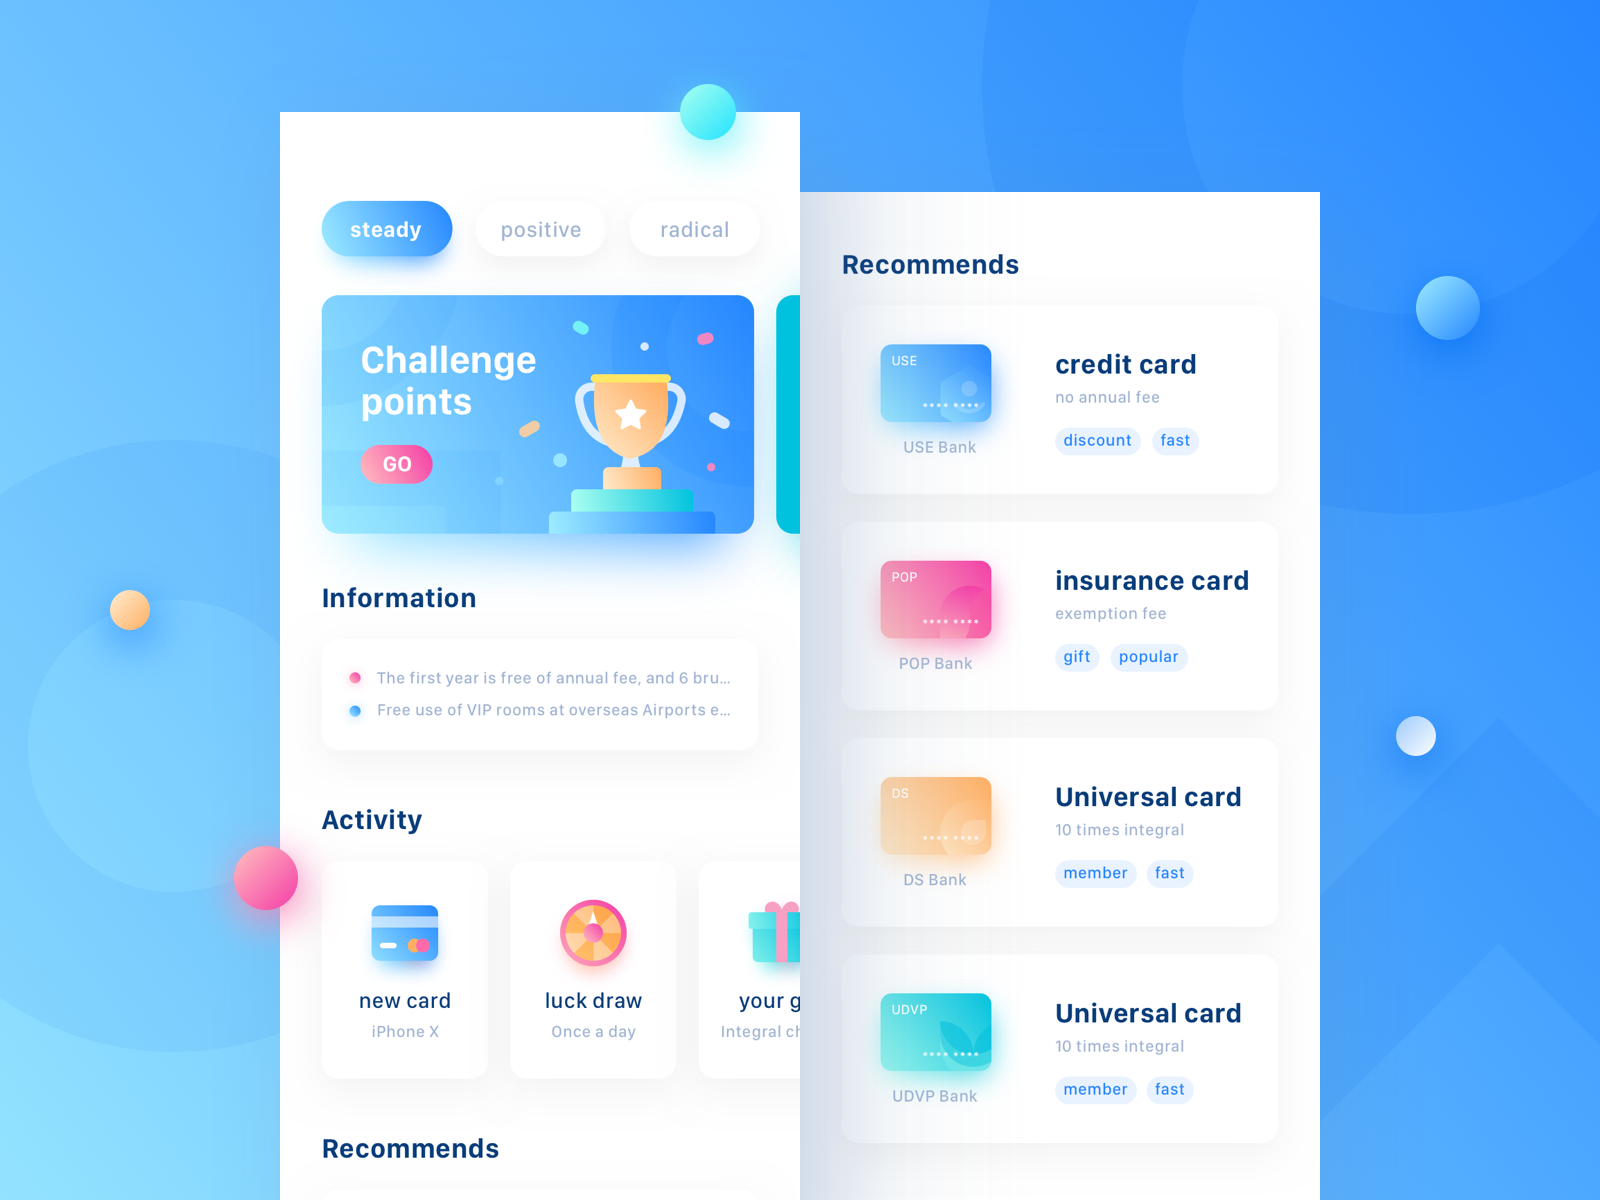 steady
positive
radical
Challenge
points
GO
Information
The first year is free of annual fee, and 6 bru...
Free use of VIP rooms at overseas Airports e...
Activity
new card
iPhone X
luck draw
Once a day
your g
Integral ch
Recommends
Recommends
USE
**** ****
USE Bank
credit card
no annual fee
discount
fast
POP
**** ****
POP Bank
insurance card
exemption fee
gift
popular
DS
**** ****
DS Bank
Universal card
10 times integral
member
fast
UDVP
**** ****
UDVP Bank
Universal card
10 times integral
member
fast